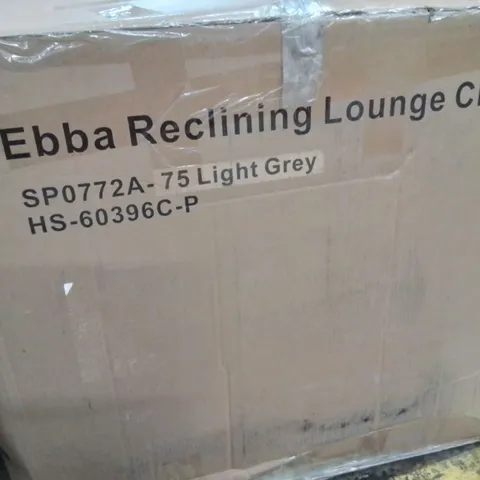 Ebba Reclining Lounge
SP0772A- 75 Light Grey
HS-60396C-P